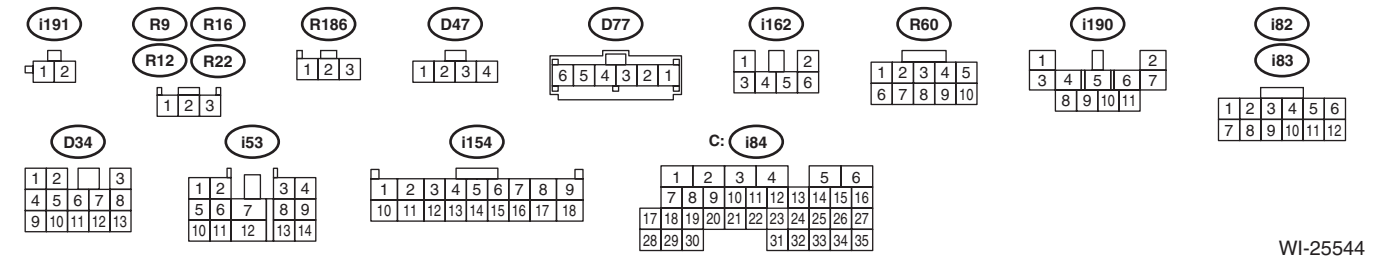 i191
1 2
R9 R16
R12 R22
1 2 3
R186
1 2 3
D47
1 2 3 4
D77
6 5 4 3 2 1
i162
1 2
3 4 5 6
R60
1 2 3 4 5
6 7 8 9 10
i190
1 2
3 4 5 6 7
8 9 10 11
i82
i83
1 2 3 4 5 6
7 8 9 10 11 12
D34
1 2 3
4 5 6 7 8
9 10 11 12 13
i53
1 2 3 4
5 6 7 8 9
10 11 12 13 14
i154
1 2 3 4 5 6 7 8 9
10 11 12 13 14 15 16 17 18
C: i84
1 2 3 4 5 6
7 8 9 10 11 12 13 14 15 16
17 18 19 20 21 22 23 24 25 26 27
28 29 30 31 32 33 34 35
WI-25544